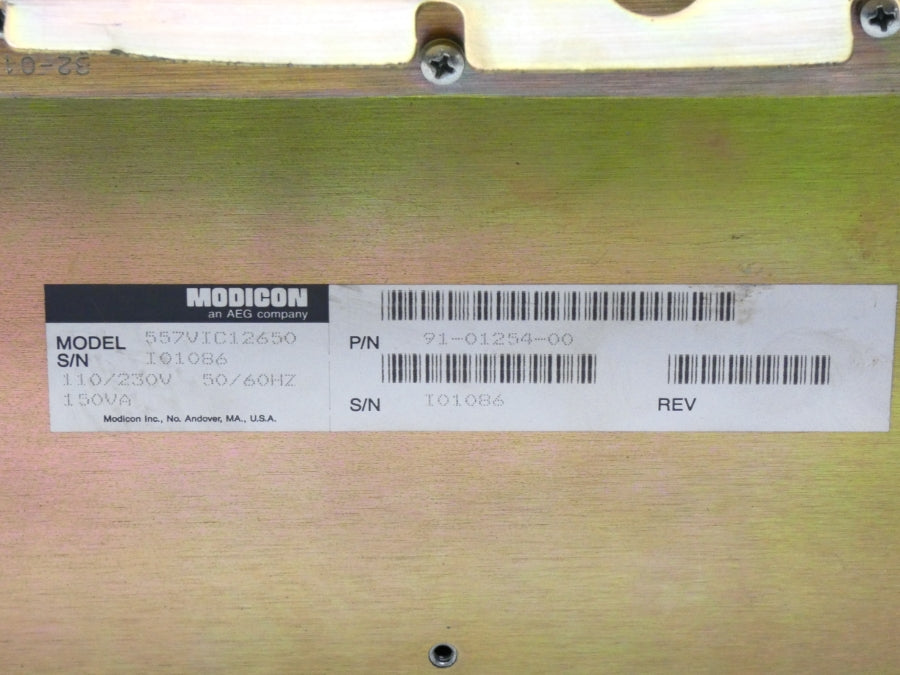 32-01
MODICON
an AEG company
MODEL 557VIC12650
S/N I01086
110/230V 50/60HZ
150VA
Modicon Inc., No. Andover, MA., U.S.A.
P/N 91-01254-00
S/N I01086
REV